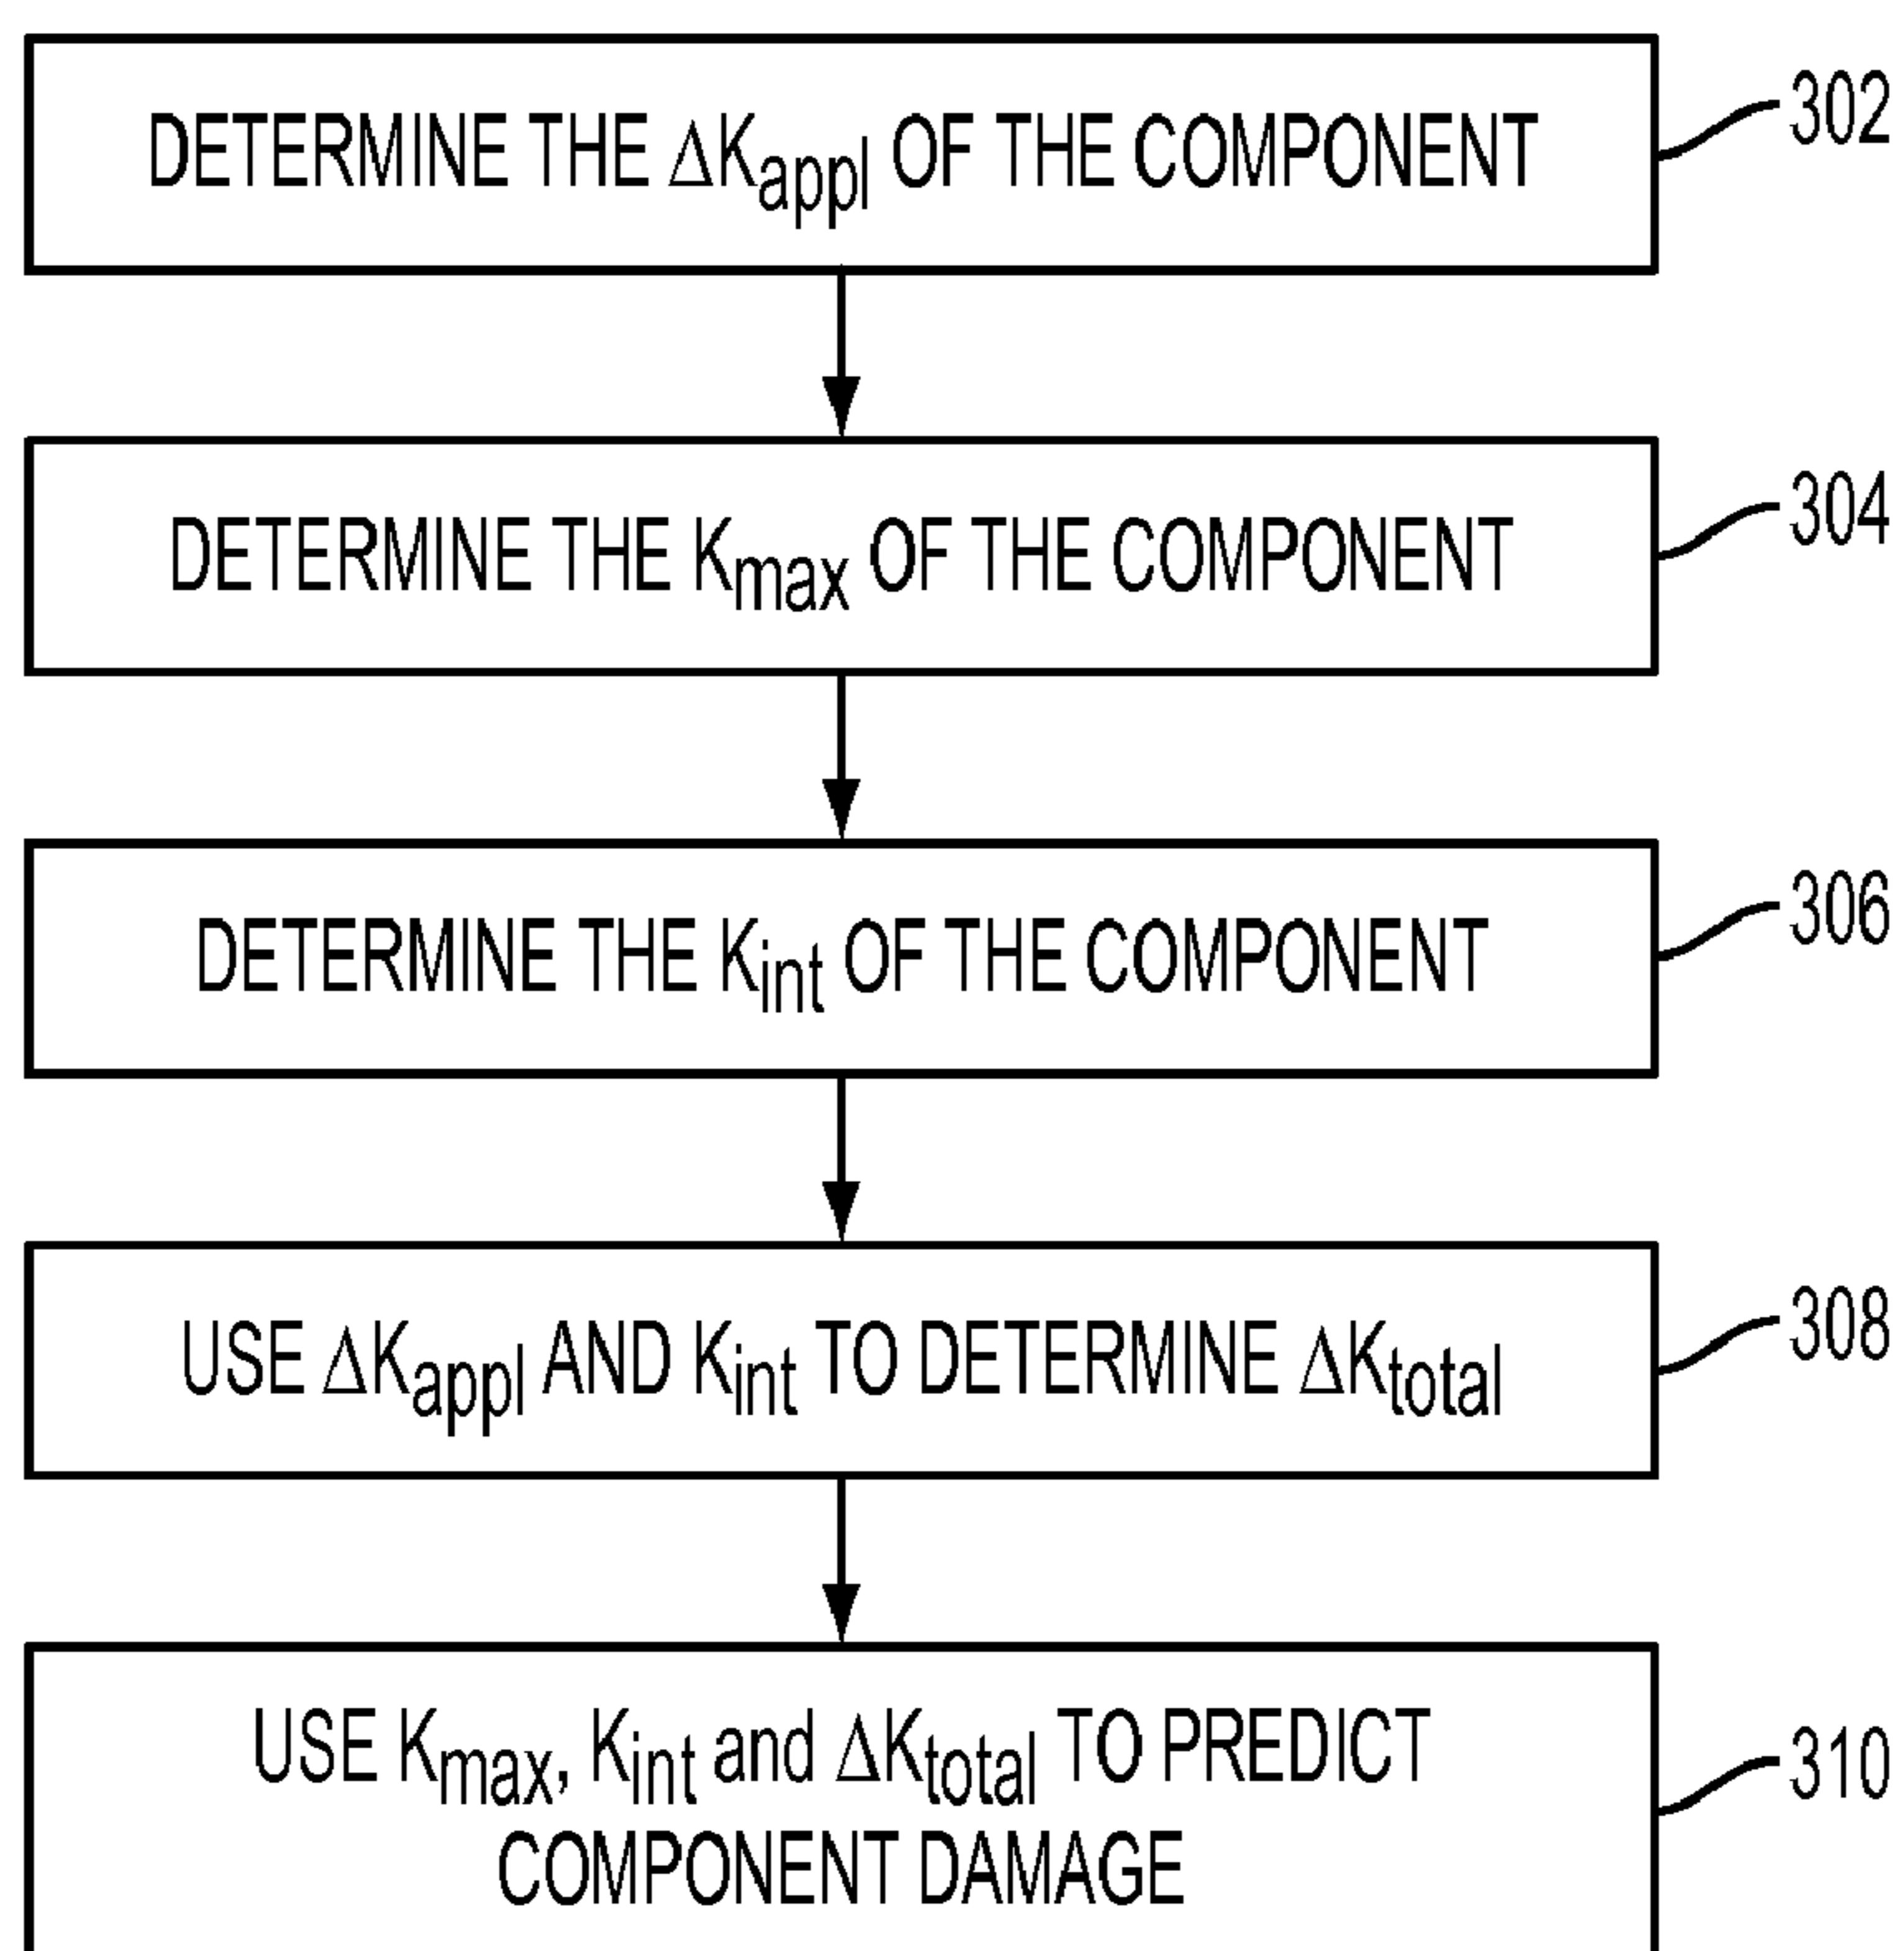 DETERMINE THE ΔKappl OF THE COMPONENT
302
DETERMINE THE Kmax OF THE COMPONENT
304
DETERMINE THE Kint OF THE COMPONENT
306
USE ΔKappl AND Kint TO DETERMINE ΔKtotal
308
USE Kmax, Kint and ΔKtotal TO PREDICT
COMPONENT DAMAGE
310